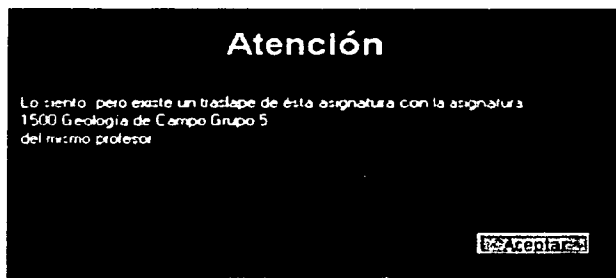 Atención
Lo siento pero existe un traslape de ésta asignatura con la asignatura
1500 Geología de Campo Grupo 5
del mismo profesor
Aceptar